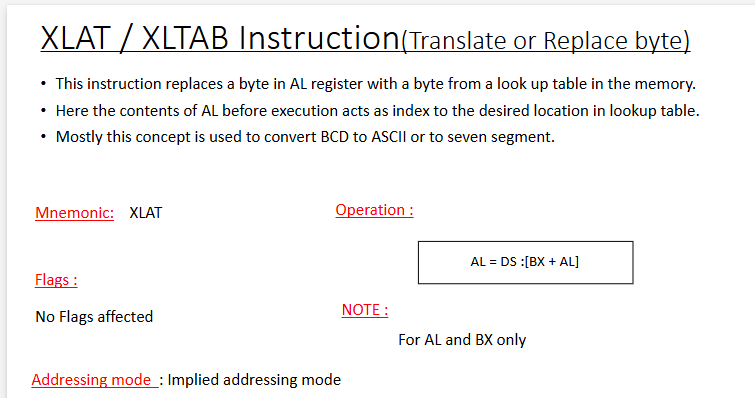 XLAT / XLTAB Instruction(Translate or Replace byte)
• This instruction replaces a byte in AL register with a byte from a look up table in the memory.
• Here the contents of AL before execution acts as index to the desired location in lookup table.
• Mostly this concept is used to convert BCD to ASCII or to seven segment.
Mnemonic: XLAT
Operation :
AL = DS :[BX + AL]
Flags :
No Flags affected
NOTE :
For AL and BX only
Addressing mode : Implied addressing mode